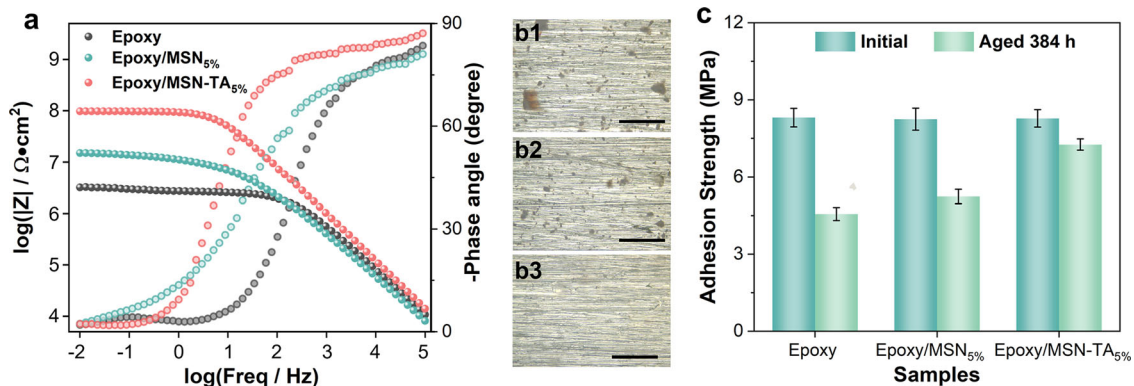 a
Epoxy
Epoxy/MSN5%
Epoxy/MSN-TA5%
log(|Z| / Ω•cm2)
9
8
7
6
5
4
-2
-1
0
1
2
3
4
5
log(Freq / Hz)
90
60
30
0
-Phase angle (degree)
b1
b2
b3
c
Initial
Aged 384 h
Adhesion Strength (MPa)
12
9
6
3
0
Epoxy
Epoxy/MSN5%
Epoxy/MSN-TA5%
Samples